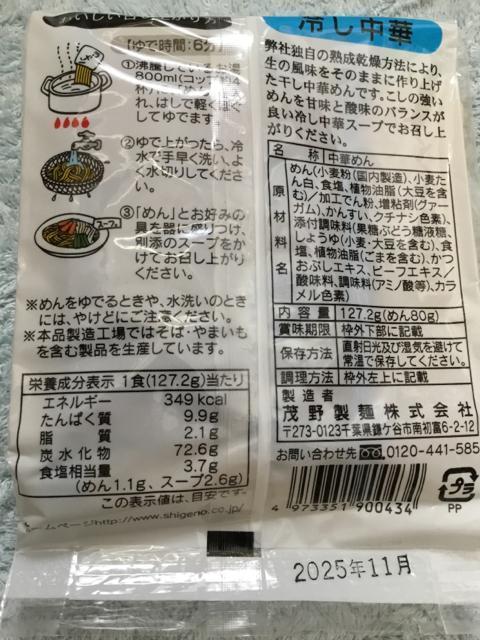 おいしい召し上がり方
【ゆで時間：6分】
①沸騰しているお湯
800ml(コップ約4
れ、はしで軽くほぐ
してゆでます。
②ゆで上がったら、冷
水で手早く洗い、よ
く水切りしてくださ
い。
③「めん」とお好みの
具を器に盛りつけ、
別添のスープをか
けてお召し上がり
ください。
スープ
※めんをゆでるときや、水洗いのとき
には、やけどにご注意ください。
※本品製造工場ではそば・やまいも
を含む製品を生産しています。
栄養成分表示 1食(127.2g)当たり
エネルギー 349 kcal
たんぱく質 9.9g
脂質 2.1g
炭水化物 72.6g
食塩相当量 3.7g
(めん1.1g、スープ2.6g)
この表示値は、目安です。
ホームページhttp://www.shigeno.co.jp/
冷し中華
弊社独自の熟成乾燥方法により、
生の風味をそのままに作り上げ
た干し中華めんです。こしの強い
めんを甘味と酸味のバランスが
良い冷し中華スープでお召し上
がりください。
名称 中華めん
原材料名
めん(小麦粉(国内製造)、小麦た
ん白、食塩、植物油脂(大豆を含
む)／加工でん粉、増粘剤(グァー
ガム)、かんすい、クチナシ色素)、
添付調味料(果糖ぶどう糖液糖、
しょうゆ(小麦・大豆を含む)、食
塩、植物油脂(ごまを含む)、かつ
おぶしエキス、ビーフエキス／
酸味料、調味料(アミノ酸等)、カラ
メル色素)
内容量 127.2g(めん80g)
賞味期限 枠外下部に記載
保存方法 直射日光及び湿気を避けて
常温で保存してください。
調理方法 枠外左上に記載
製造者
茂野製麺株式会社
〒273-0123千葉県鎌ケ谷市南初富6-2-12
お問い合わせ先 0120-441-585
4 973351 900434
プラ
PP
2025年11月